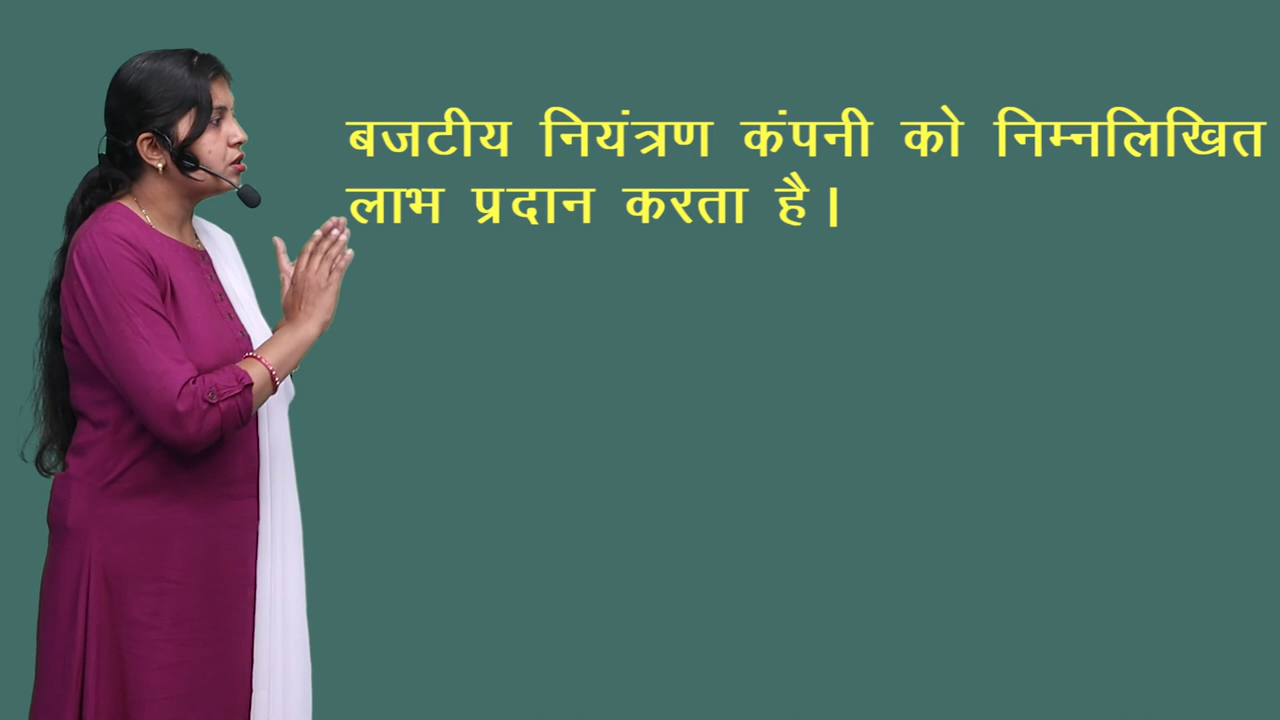 बजटीय नियंत्रण कंपनी को निम्नलिखित
लाभ प्रदान करता है।